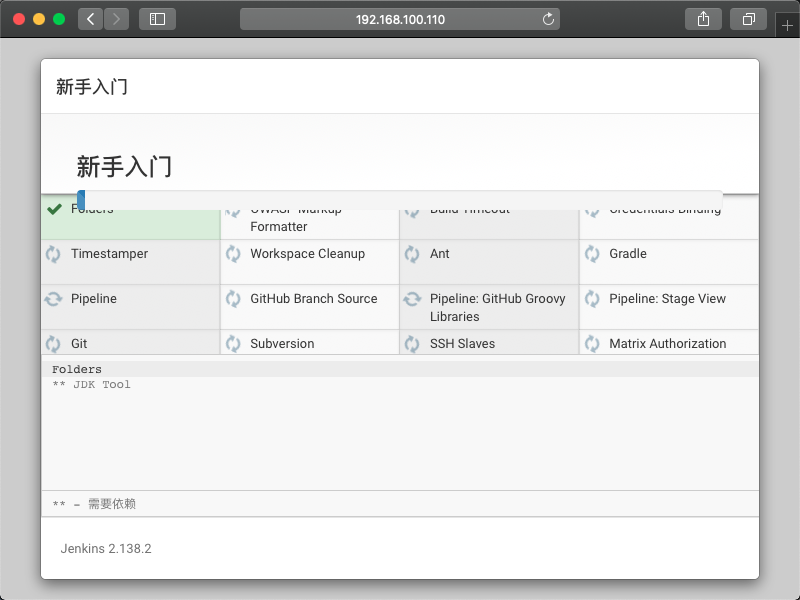 192.168.100.110
新手入门
新手入门
Folders
OWASP Markup
Formatter
Build Timeout
Credentials Binding
Timestamper
Workspace Cleanup
Ant
Gradle
Pipeline
GitHub Branch Source
Pipeline: GitHub Groovy
Libraries
Pipeline: Stage View
Git
Subversion
SSH Slaves
Matrix Authorization
Folders
** JDK Tool
** - 需要依赖
Jenkins 2.138.2